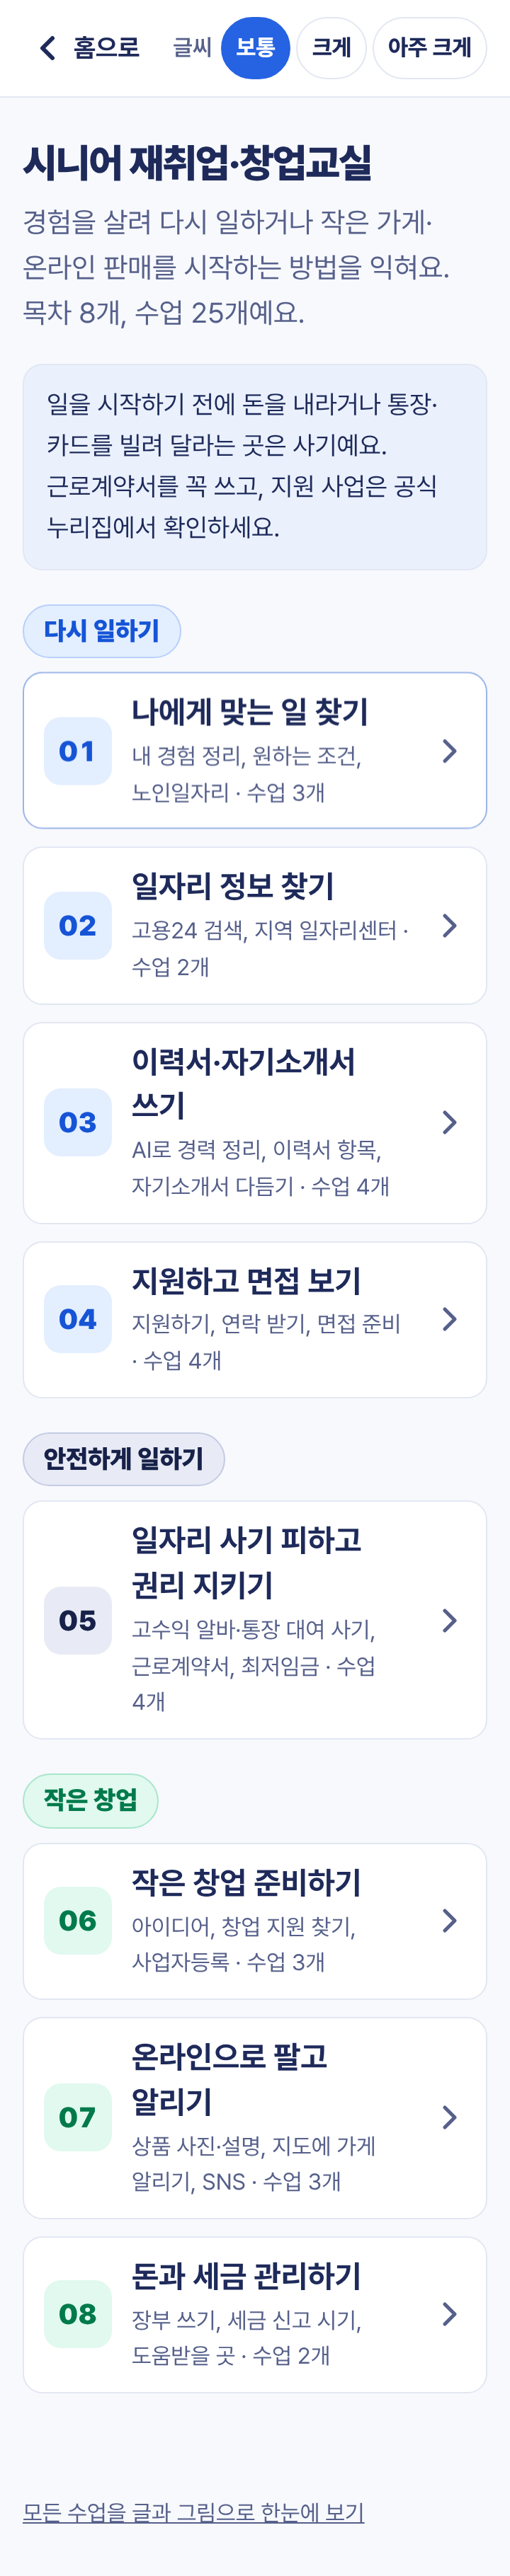 홈으로 글씨 보통 크게 아주 크게
시니어 재취업·창업교실
경험을 살려 다시 일하거나 작은 가게·
온라인 판매를 시작하는 방법을 익혀요.
목차 8개, 수업 25개예요.
일을 시작하기 전에 돈을 내라거나 통장·
카드를 빌려 달라는 곳은 사기예요.
근로계약서를 꼭 쓰고, 지원 사업은 공식
누리집에서 확인하세요.
다시 일하기
01
나에게 맞는 일 찾기
내 경험 정리, 원하는 조건,
노인일자리 · 수업 3개
02
일자리 정보 찾기
고용24 검색, 지역 일자리센터 ·
수업 2개
03
이력서·자기소개서
쓰기
AI로 경력 정리, 이력서 항목,
자기소개서 다듬기 · 수업 4개
04
지원하고 면접 보기
지원하기, 연락 받기, 면접 준비
· 수업 4개
안전하게 일하기
05
일자리 사기 피하고
권리 지키기
고수익 알바·통장 대여 사기,
근로계약서, 최저임금 · 수업
4개
작은 창업
06
작은 창업 준비하기
아이디어, 창업 지원 찾기,
사업자등록 · 수업 3개
07
온라인으로 팔고
알리기
상품 사진·설명, 지도에 가게
알리기, SNS · 수업 3개
08
돈과 세금 관리하기
장부 쓰기, 세금 신고 시기,
도움받을 곳 · 수업 2개
모든 수업을 글과 그림으로 한눈에 보기